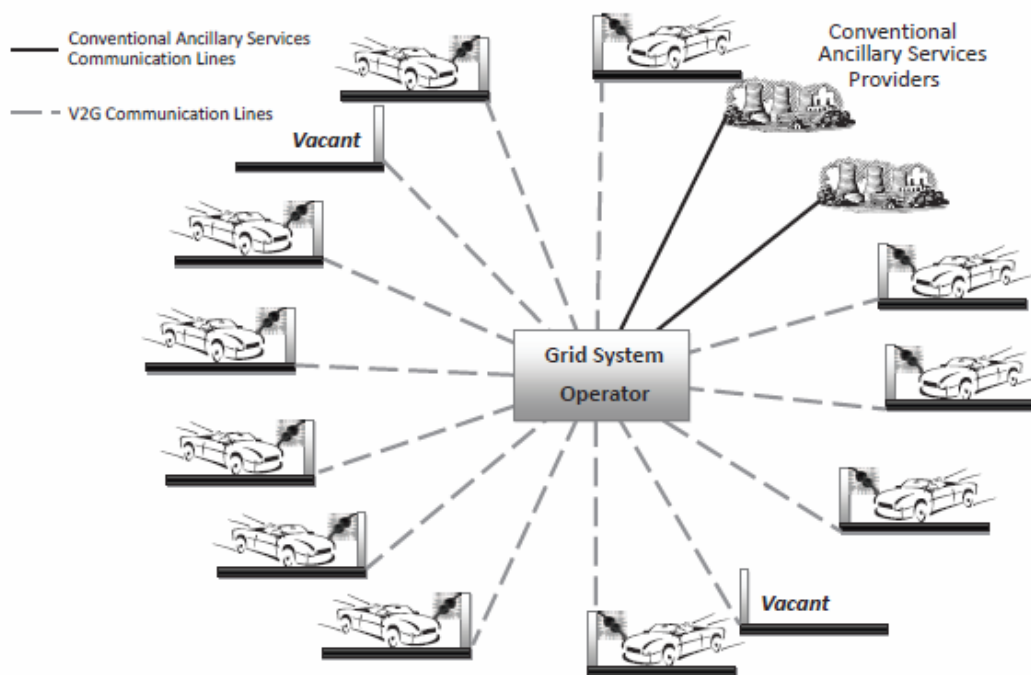 Conventional Ancillary Services
Communication Lines
V2G Communication Lines
Conventional
Ancillary Services
Providers
Vacant
Grid System
Operator
Vacant